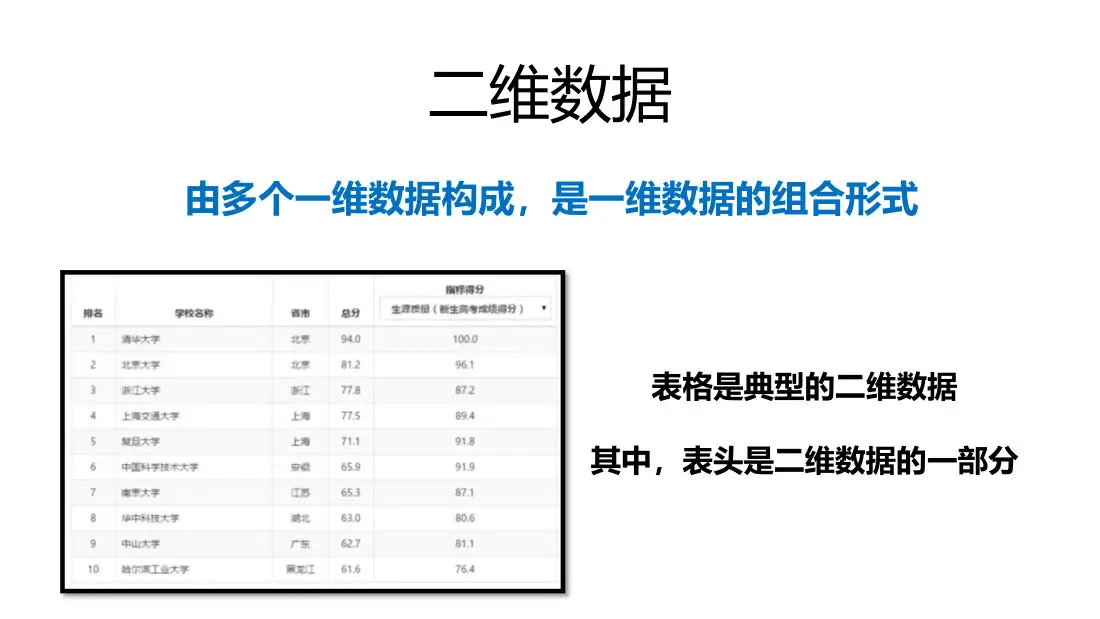 二维数据
由多个一维数据构成，是一维数据的组合形式
指标得分
排名 学校名称 省市 总分 生源质量（新生高考成绩得分）
1 清华大学 北京 94.0 100.0
2 北京大学 北京 81.2 96.1
3 浙江大学 浙江 77.8 87.2
4 上海交通大学 上海 77.5 89.4
5 复旦大学 上海 71.1 91.8
6 中国科学技术大学 安徽 65.9 91.9
7 南京大学 江苏 65.3 87.1
8 华中科技大学 湖北 63.0 80.6
9 中山大学 广东 62.7 81.1
10 哈尔滨工业大学 黑龙江 61.6 76.4
表格是典型的二维数据
其中，表头是二维数据的一部分